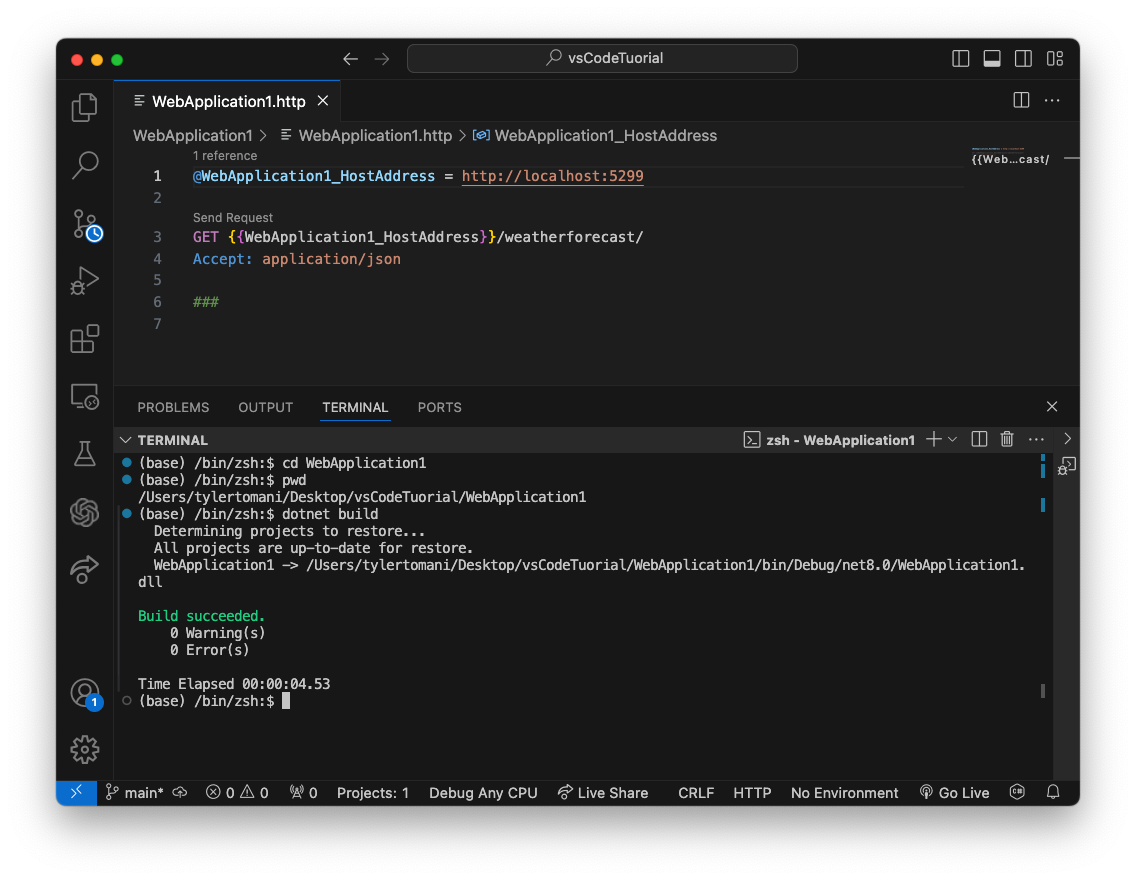 vsCodeTuorial
WebApplication1.http
WebApplication1 > WebApplication1.http > WebApplication1_HostAddress
1 reference
1 @WebApplication1_HostAddress = http://localhost:5299
2
Send Request
3 GET {{WebApplication1_HostAddress}}/weatherforecast/
4 Accept: application/json
5
6 ###
7
{{Web…cast/
PROBLEMS OUTPUT TERMINAL PORTS
TERMINAL zsh - WebApplication1
(base) /bin/zsh:$ cd WebApplication1
(base) /bin/zsh:$ pwd
/Users/tylertomani/Desktop/vsCodeTuorial/WebApplication1
(base) /bin/zsh:$ dotnet build
Determining projects to restore...
All projects are up-to-date for restore.
WebApplication1 -> /Users/tylertomani/Desktop/vsCodeTuorial/WebApplication1/bin/Debug/net8.0/WebApplication1.
dll
Build succeeded.
0 Warning(s)
0 Error(s)
Time Elapsed 00:00:04.53
(base) /bin/zsh:$
1
main* 0 0 0 Projects: 1 Debug Any CPU Live Share CRLF HTTP No Environment Go Live